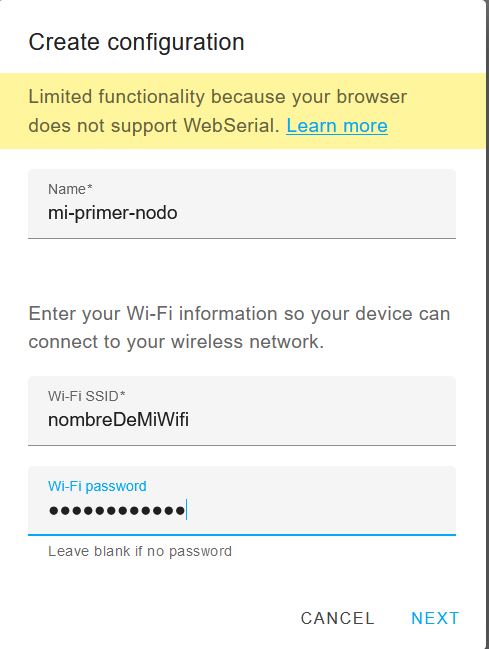 Create configuration
Limited functionality because your browser
does not support WebSerial. Learn more
Name*
mi-primer-nodo
Enter your Wi-Fi information so your device can
connect to your wireless network.
Wi-Fi SSID*
nombreDeMiWifi
Wi-Fi password
●●●●●●●●●●●●
Leave blank if no password
CANCEL NEXT